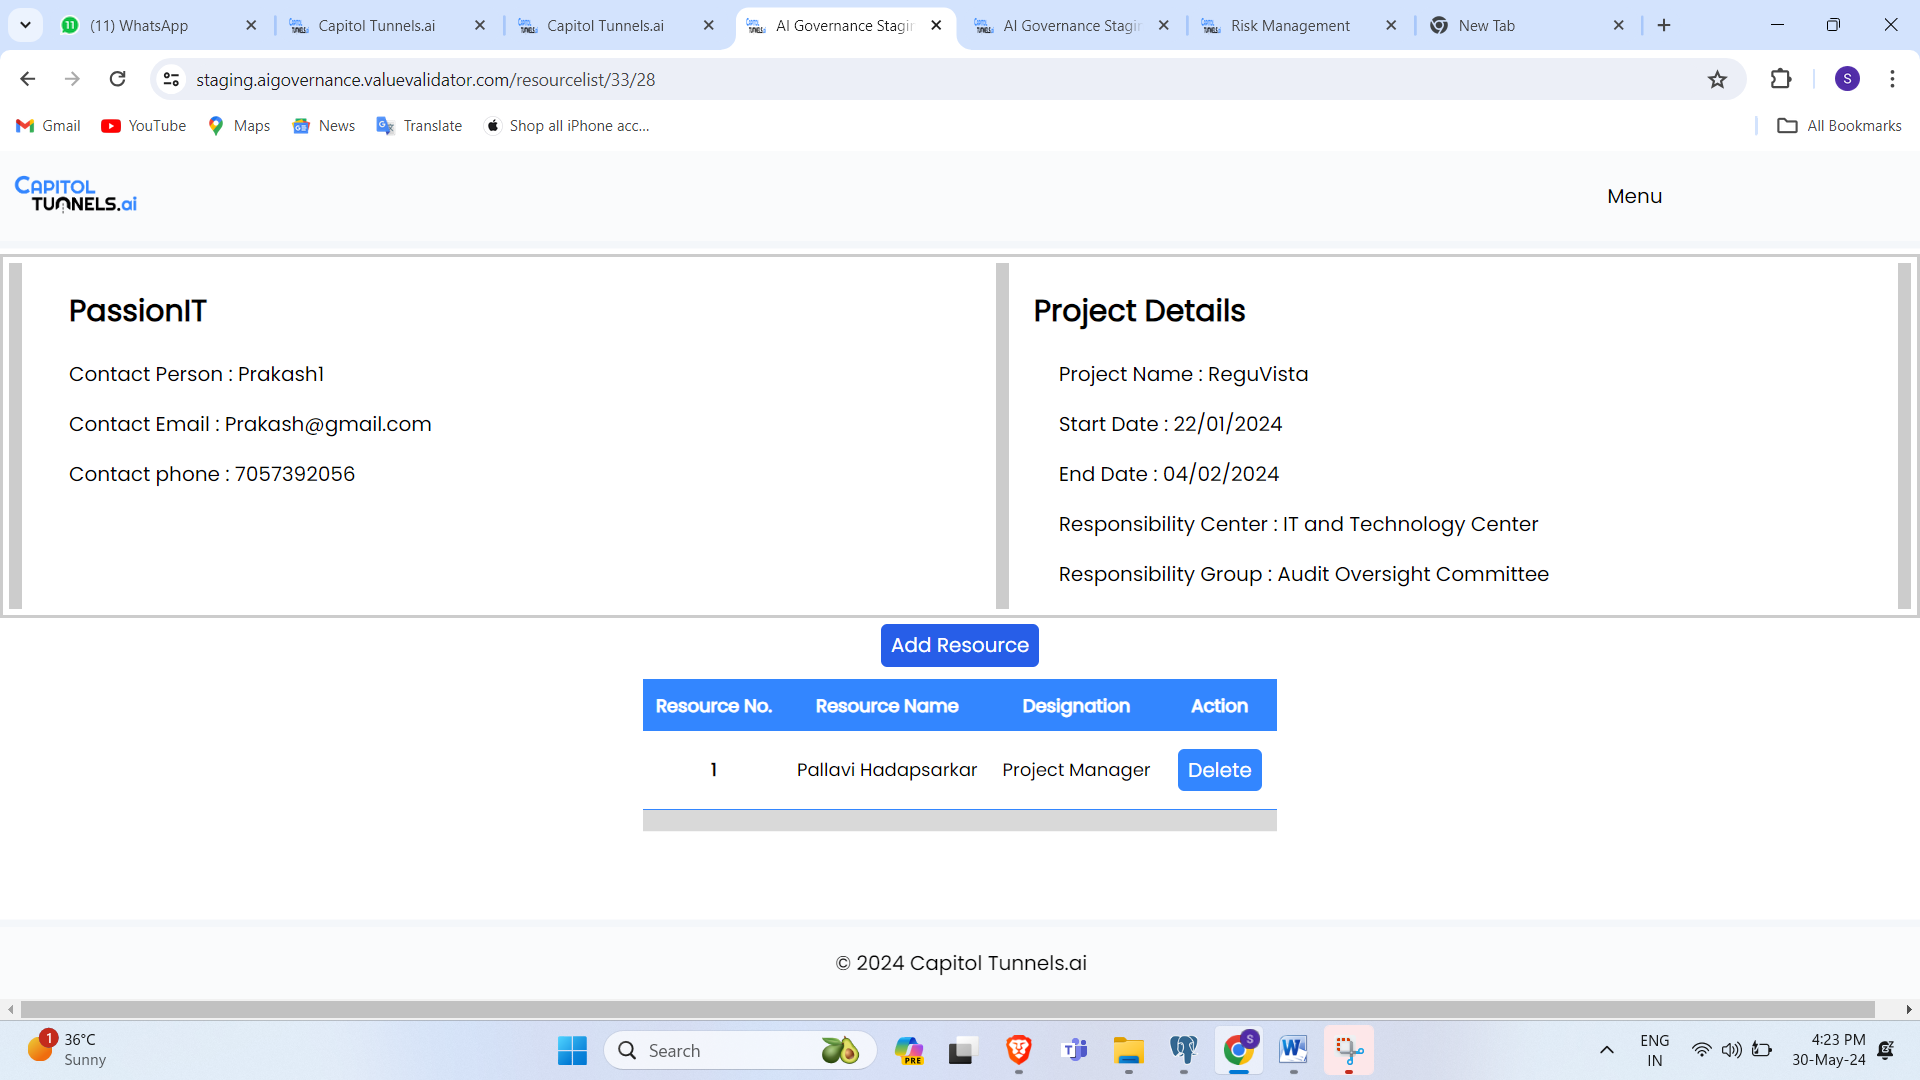 (11) WhatsApp
Capitol Tunnels.ai
Capitol Tunnels.ai
AI Governance Stagin
AI Governance Stagin
Risk Management
New Tab
staging.aigovernance.valuevalidator.com/resourcelist/33/28
S
Gmail
YouTube
Maps
News
Translate
Shop all iPhone acc...
All Bookmarks
CAPITOL
TUNNELS.ai
Menu
PassionIT
Contact Person : Prakash1
Contact Email : Prakash@gmail.com
Contact phone : 7057392056
Project Details
Project Name : ReguVista
Start Date : 22/01/2024
End Date : 04/02/2024
Responsibility Center : IT and Technology Center
Responsibility Group : Audit Oversight Committee
Add Resource
Resource No. Resource Name Designation Action
1 Pallavi Hadapsarkar Project Manager Delete
© 2024 Capitol Tunnels.ai
1
36°C
Sunny
Search
PRE
S
ENG
IN
4:23 PM
30-May-24